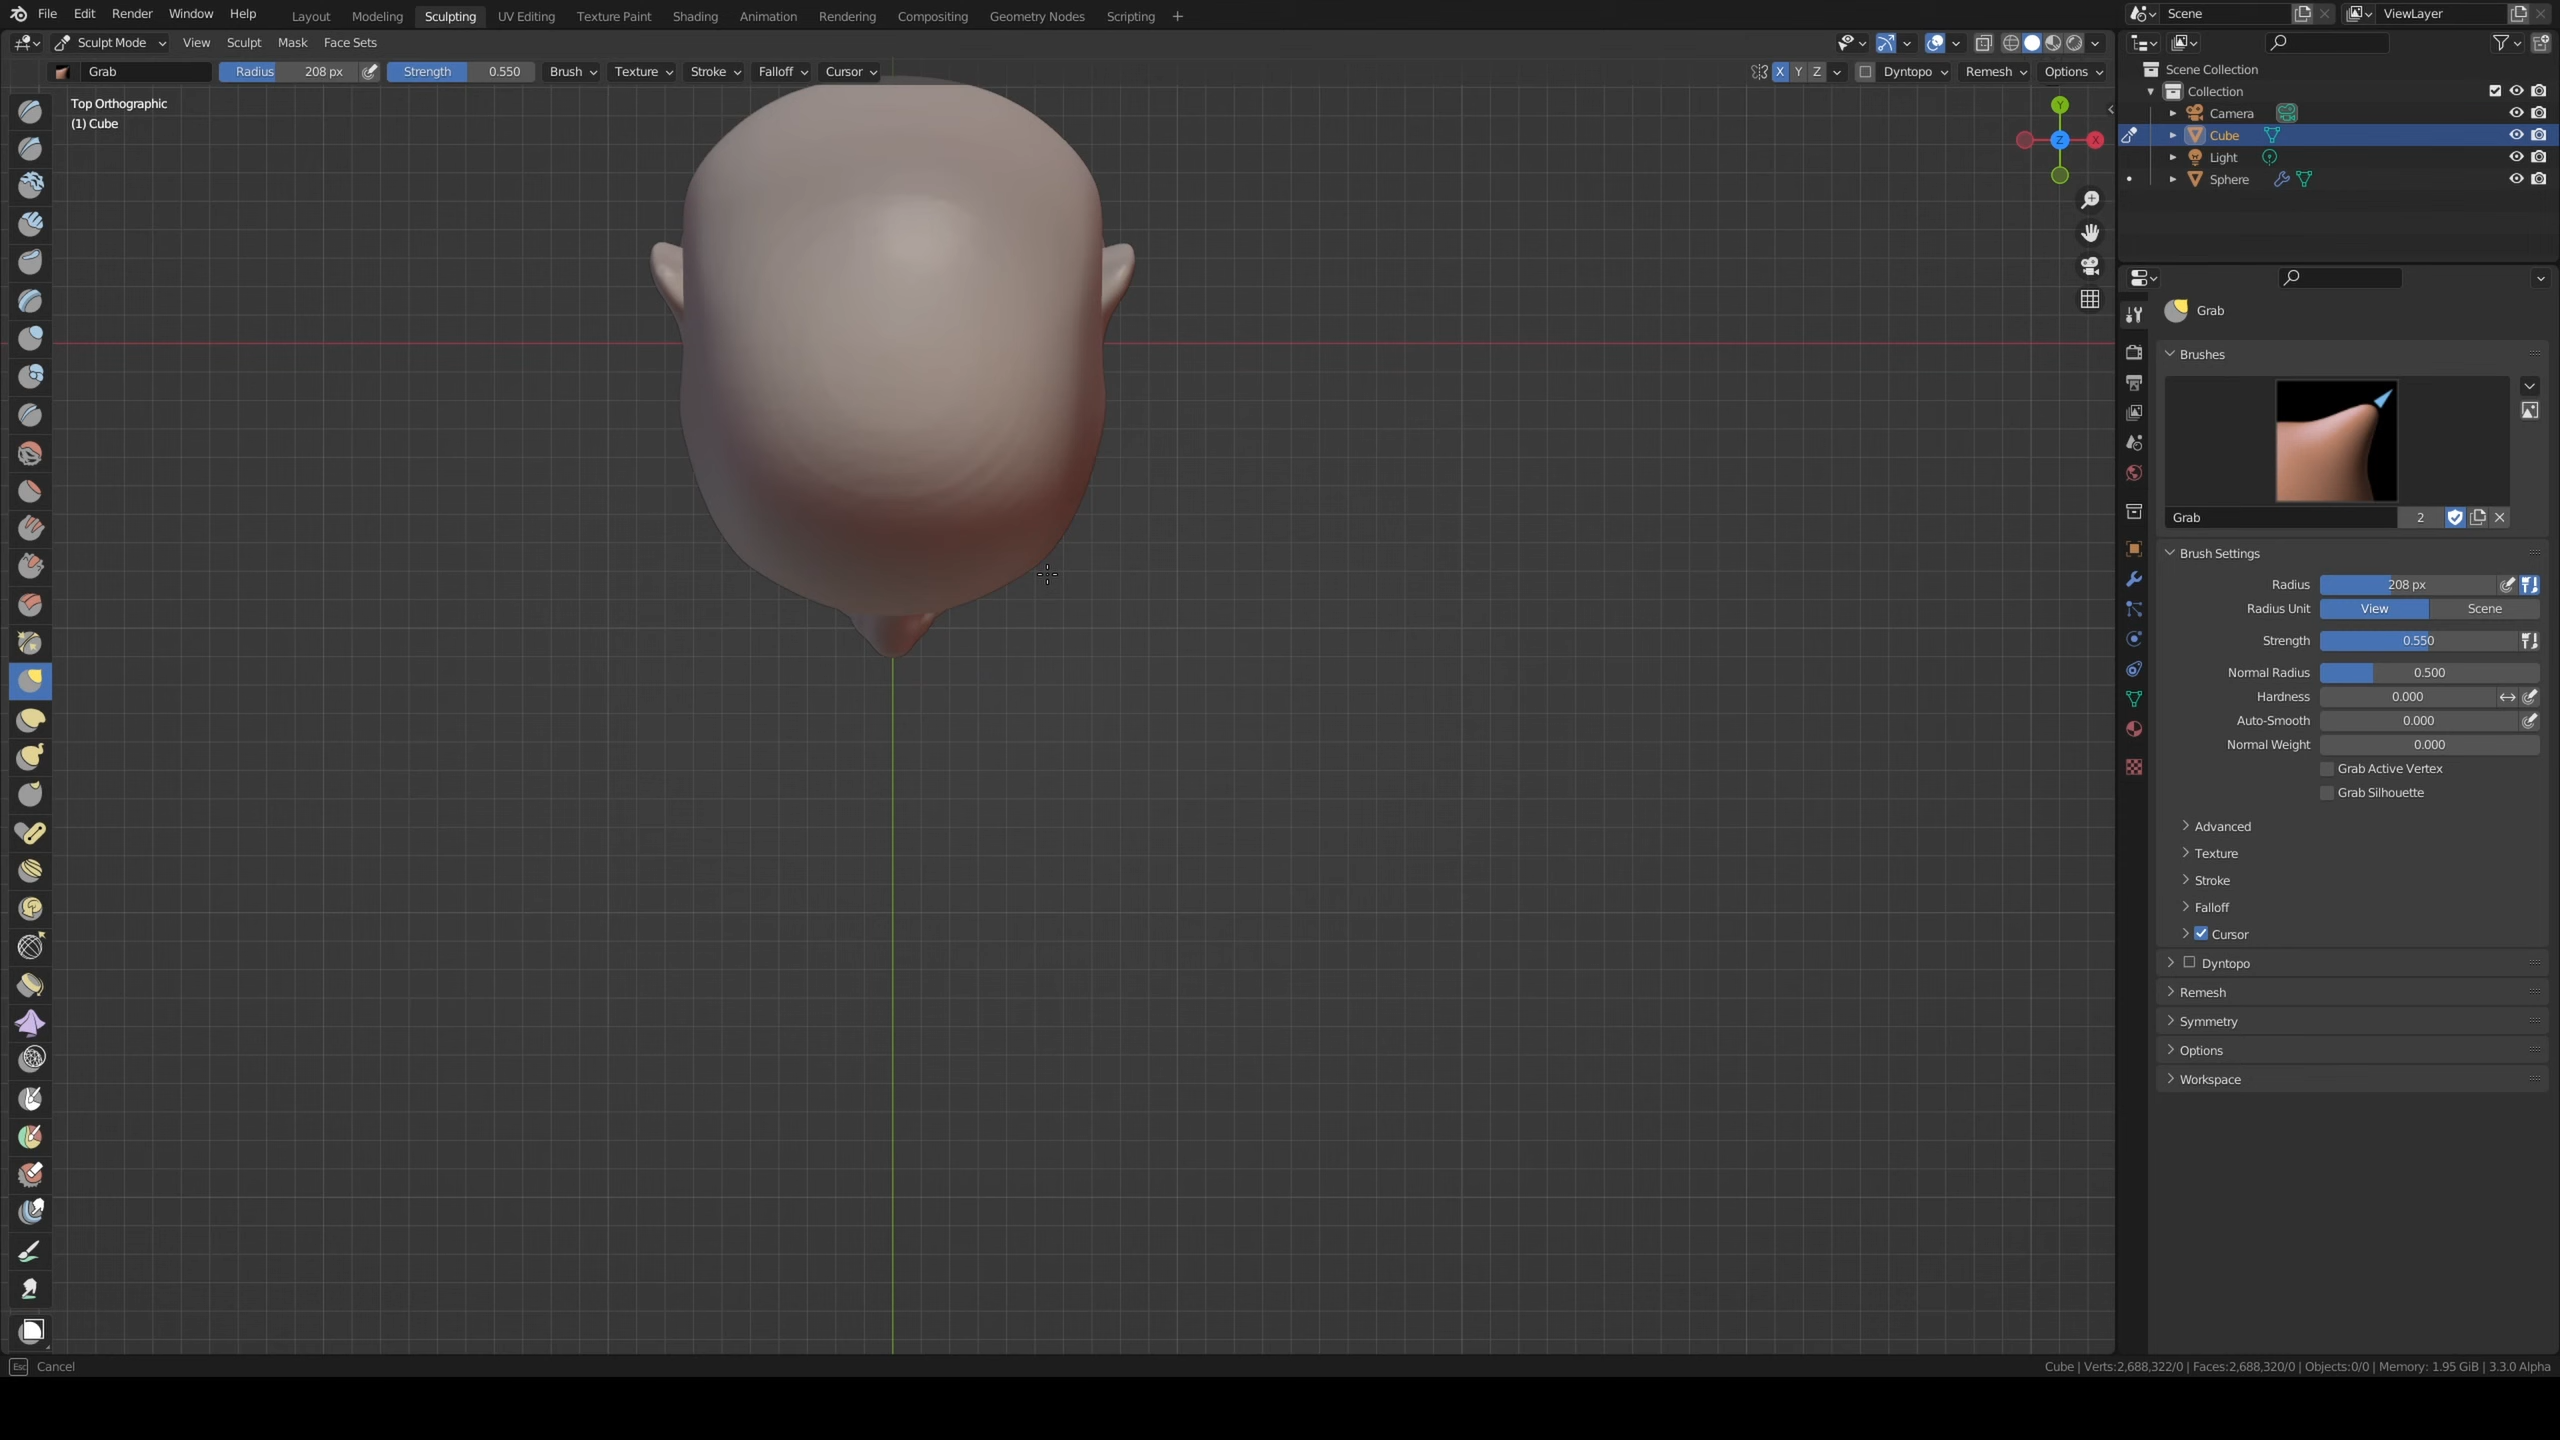 File Edit Render Window Help Layout Modeling Sculpting UV Editing Texture Paint Shading Animation Rendering Compositing Geometry Nodes Scripting + Scene ViewLayer
Sculpt Mode View Sculpt Mask Face Sets
Grab Radius 208 px Strength 0.550 Brush Texture Stroke Falloff Cursor X Y Z Dyntopo Remesh Options
Top Orthographic
(1) Cube
Y
Z
X
Scene Collection
Collection
Camera
Cube
Light
Sphere
Grab
Brushes
Grab 2
Brush Settings
Radius 208 px
Radius Unit View Scene
Strength 0.550
Normal Radius 0.500
Hardness 0.000
Auto-Smooth 0.000
Normal Weight 0.000
Grab Active Vertex
Grab Silhouette
Advanced
Texture
Stroke
Falloff
Cursor
Dyntopo
Remesh
Symmetry
Options
Workspace
Esc Cancel Cube | Verts:2,688,322/0 | Faces:2,688,320/0 | Objects:0/0 | Memory: 1.95 GiB | 3.3.0 Alpha